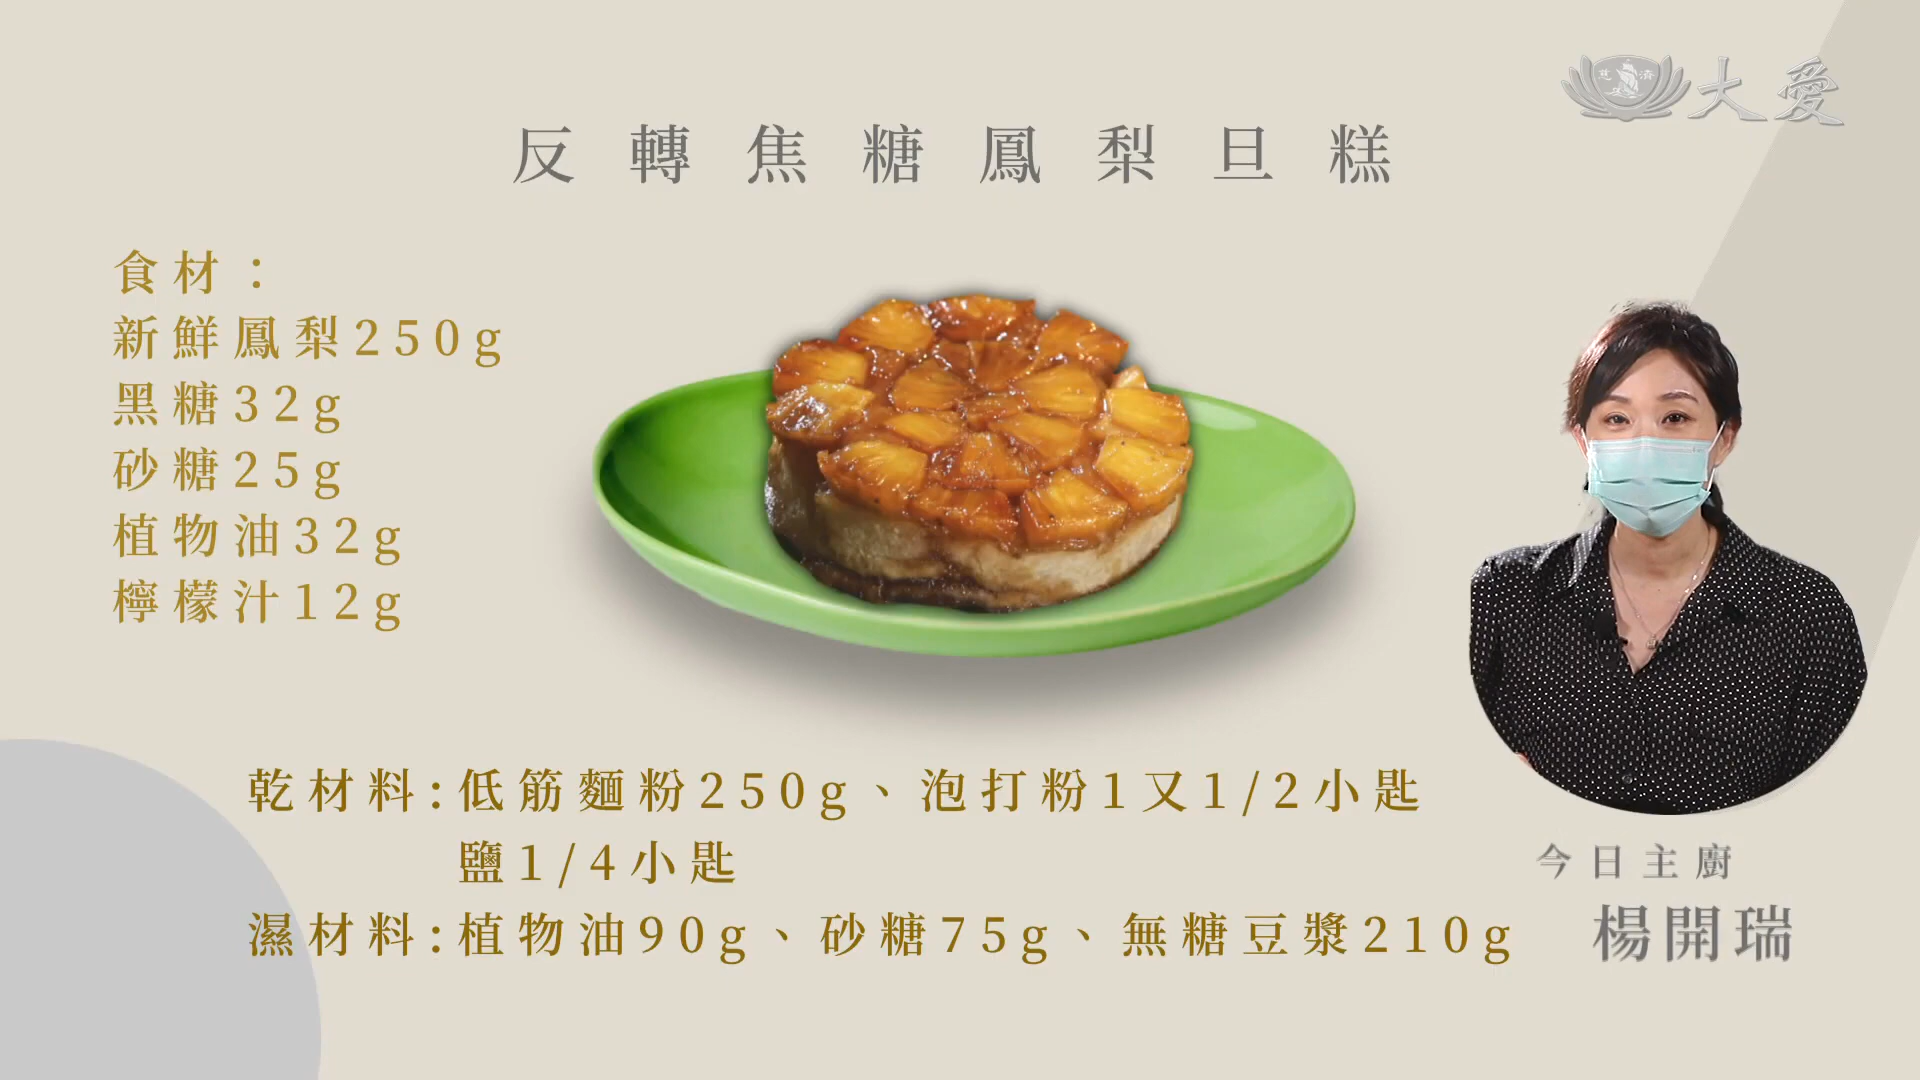 慈濟
大愛
反轉焦糖鳳梨旦糕
食材：
新鮮鳳梨250g
黑糖32g
砂糖25g
植物油32g
檸檬汁12g
乾材料:低筋麵粉250g、泡打粉1又1/2小匙
鹽1/4小匙
濕材料:植物油90g、砂糖75g、無糖豆漿210g
今日主廚
楊開瑞